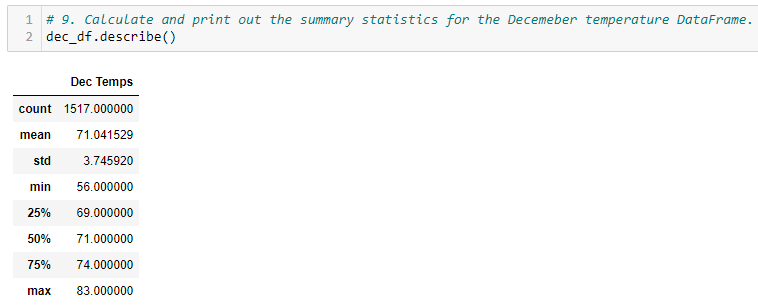 1 # 9. Calculate and print out the summary statistics for the Decemeber temperature DataFrame.
2 dec_df.describe()
Dec Temps
count 1517.000000
mean 71.041529
std 3.745920
min 56.000000
25% 69.000000
50% 71.000000
75% 74.000000
max 83.000000